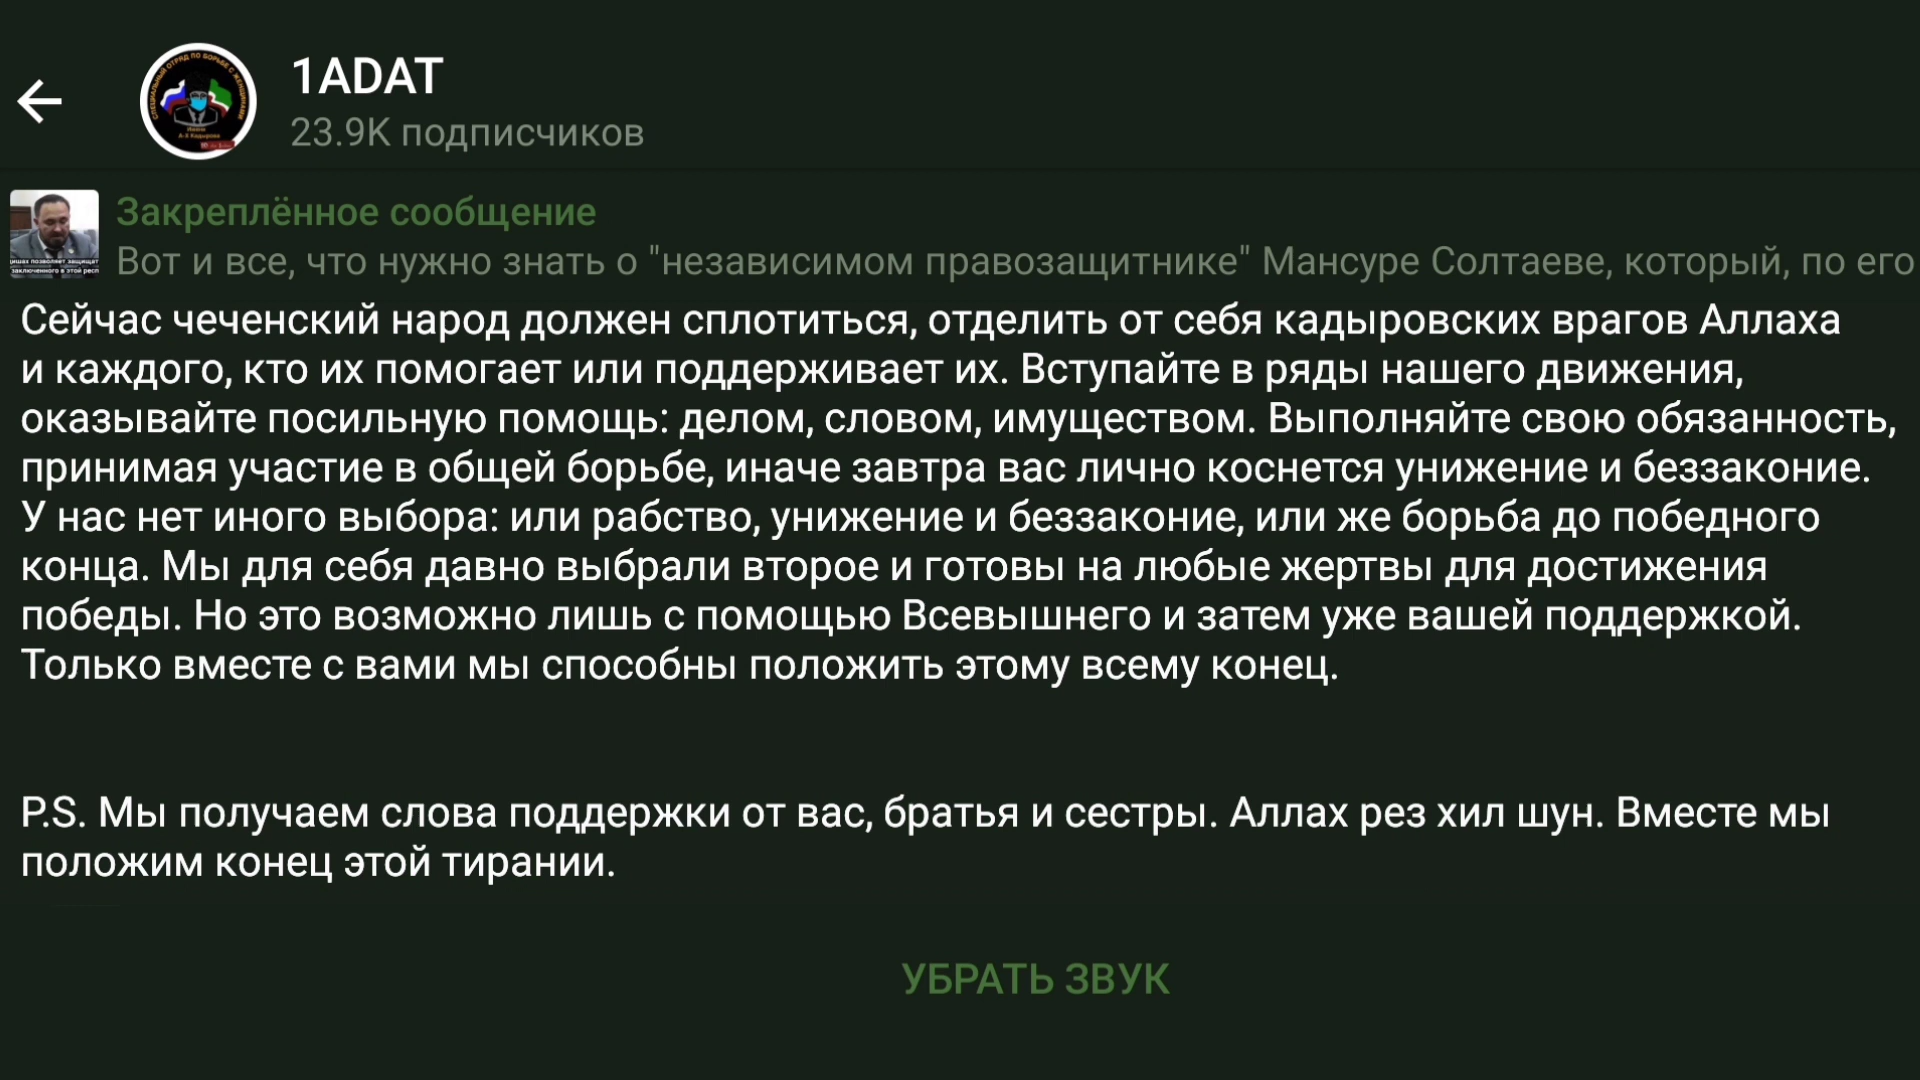 1ADAT
23.9K подписчиков
СПЕЦИАЛЬНЫЙ ОТРЯД ПО БОРЬБЕ С ЖЕНЩИНАМИ
Закреплённое сообщение
Вот и все, что нужно знать о "независимом правозащитнике" Мансуре Солтаеве, который, по его
Сейчас чеченский народ должен сплотиться, отделить от себя кадыровских врагов Аллаха
и каждого, кто их помогает или поддерживает их. Вступайте в ряды нашего движения,
оказывайте посильную помощь: делом, словом, имуществом. Выполняйте свою обязанность,
принимая участие в общей борьбе, иначе завтра вас лично коснется унижение и беззаконие.
У нас нет иного выбора: или рабство, унижение и беззаконие, или же борьба до победного
конца. Мы для себя давно выбрали второе и готовы на любые жертвы для достижения
победы. Но это возможно лишь с помощью Всевышнего и затем уже вашей поддержкой.
Только вместе с вами мы способны положить этому всему конец.
P.S. Мы получаем слова поддержки от вас, братья и сестры. Аллах рез хил шун. Вместе мы
положим конец этой тирании.
УБРАТЬ ЗВУК